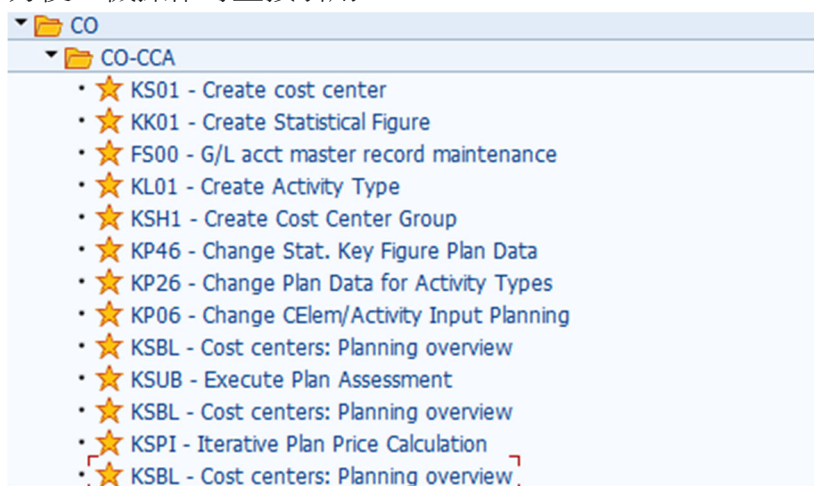 CO
CO-CCA
KS01 - Create cost center
KK01 - Create Statistical Figure
FS00 - G/L acct master record maintenance
KL01 - Create Activity Type
KSH1 - Create Cost Center Group
KP46 - Change Stat. Key Figure Plan Data
KP26 - Change Plan Data for Activity Types
KP06 - Change CElem/Activity Input Planning
KSBL - Cost centers: Planning overview
KSUB - Execute Plan Assessment
KSBL - Cost centers: Planning overview
KSPI - Iterative Plan Price Calculation
KSBL - Cost centers: Planning overview